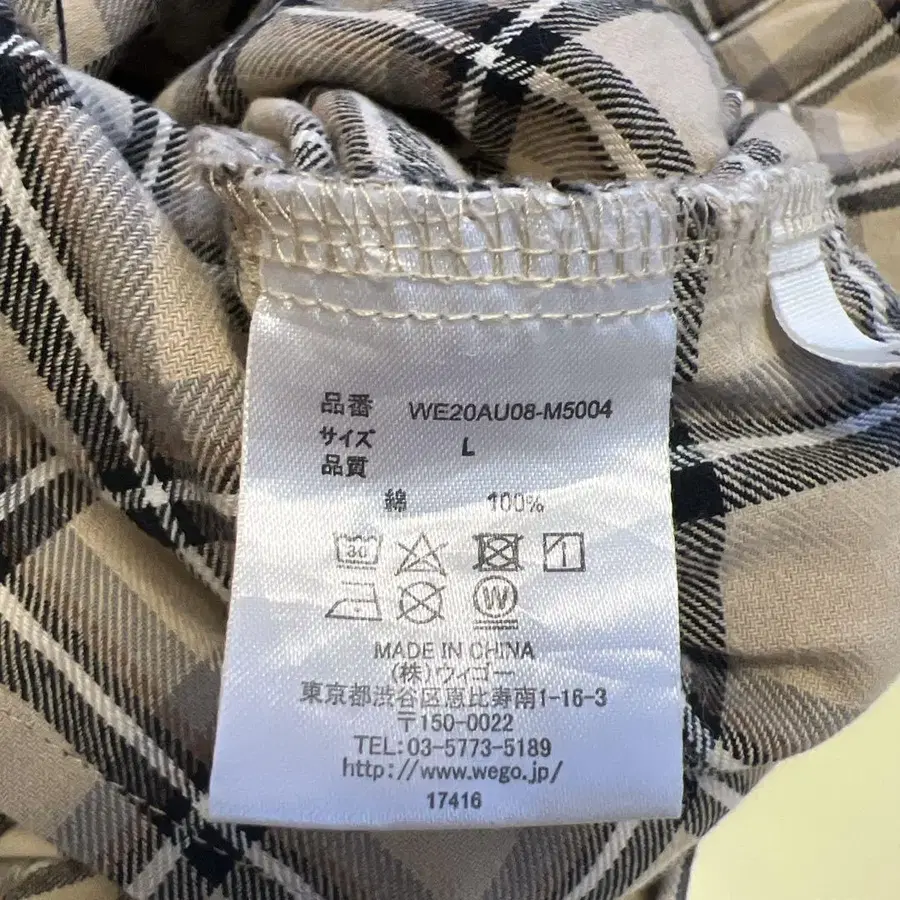 品番 WE20AU08-M5004
サイズ L
品質
綿 100%
30
W
MADE IN CHINA
(株)ウィゴー
東京都渋谷区恵比寿南1-16-3
〒150-0022
TEL:03-5773-5189
http://www.wego.jp/
17416